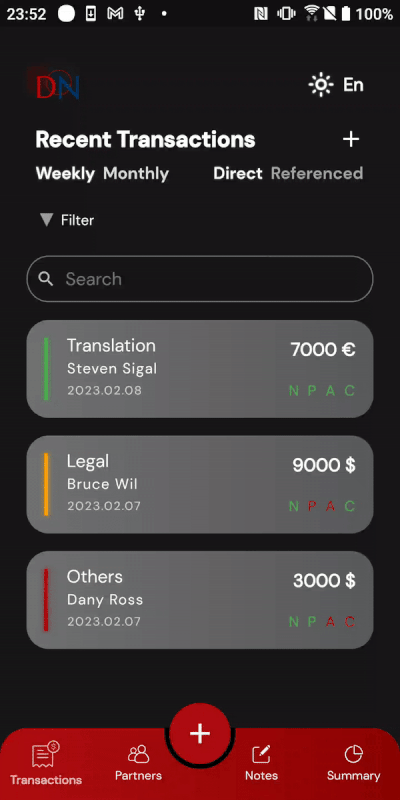 23:52 100%
DN
En
Recent Transactions +
Weekly Monthly Direct Referenced
Filter
Search
Translation 7000 €
Steven Sigal
2023.02.08 N P A C
Legal 9000 $
Bruce Wil
2023.02.07 N P A C
Others 3000 $
Dany Ross
2023.02.07 N P A C
+
Transactions Partners Notes Summary